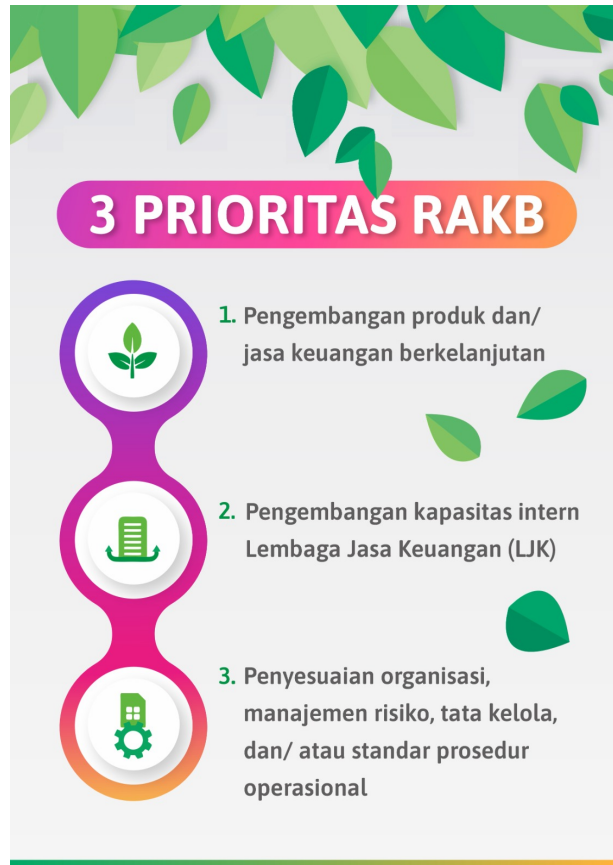 3 PRIORITAS RAKB
1. Pengembangan produk dan/
jasa keuangan berkelanjutan
2. Pengembangan kapasitas intern
Lembaga Jasa Keuangan (LJK)
3. Penyesuaian organisasi,
manajemen risiko, tata kelola,
dan/ atau standar prosedur
operasional